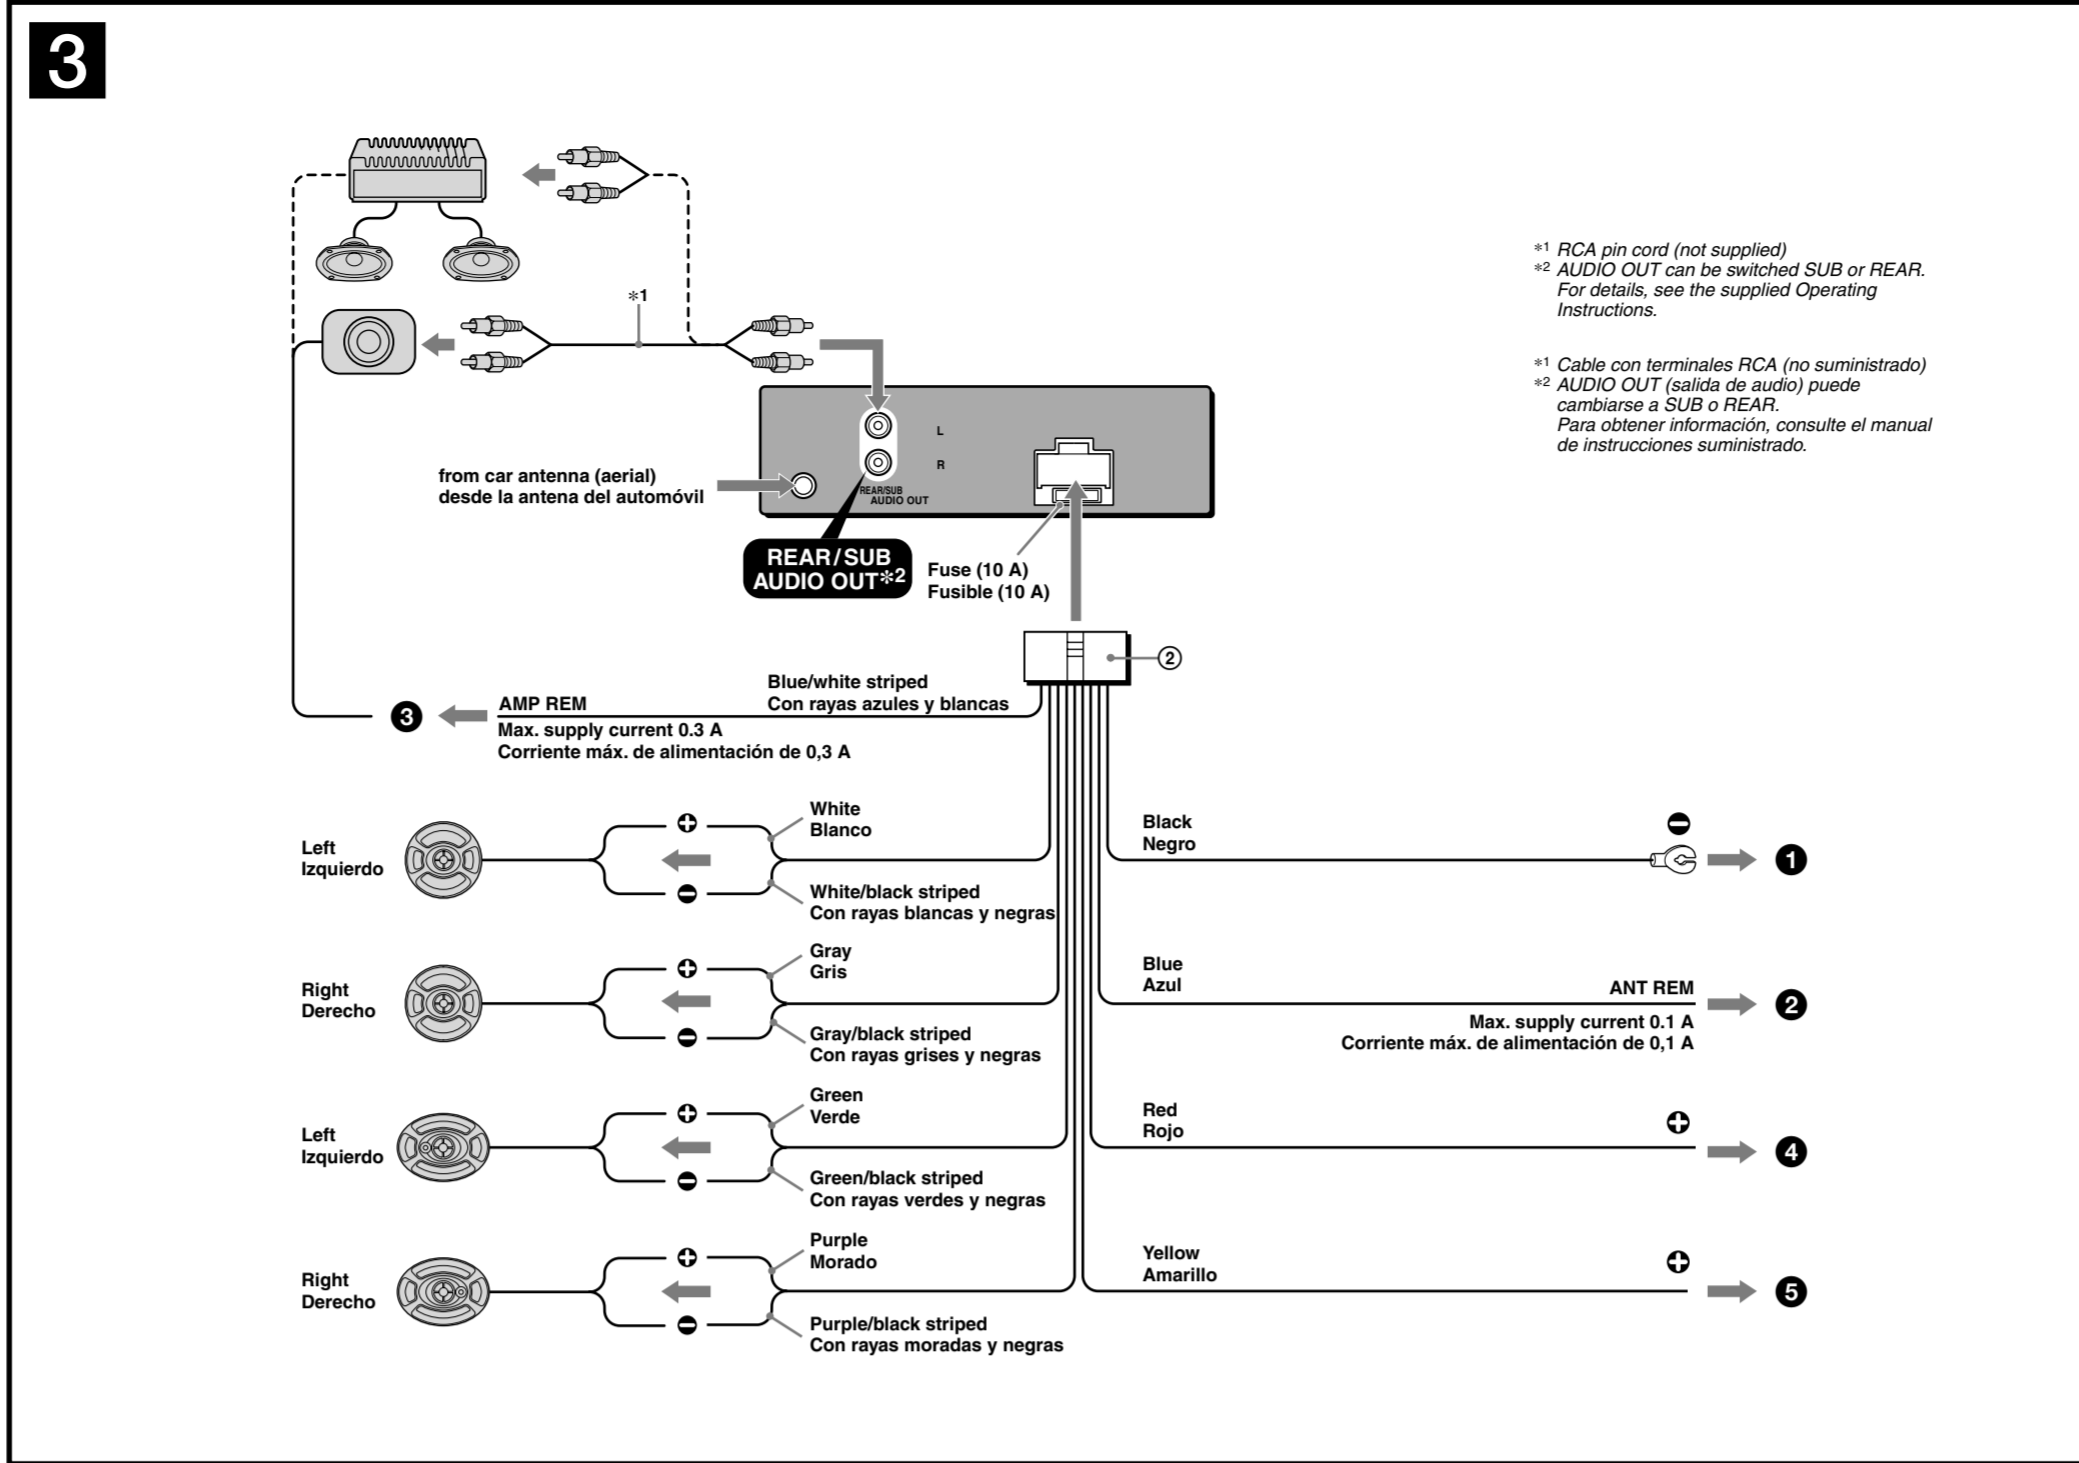 3
*1 RCA pin cord (not supplied)
*2 AUDIO OUT can be switched SUB or REAR.
For details, see the supplied Operating
Instructions.
*1 Cable con terminales RCA (no suministrado)
*2 AUDIO OUT (salida de audio) puede
cambiarse a SUB o REAR.
Para obtener información, consulte el manual
de instrucciones suministrado.
*1
L
R
REAR/SUB
AUDIO OUT
from car antenna (aerial)
desde la antena del automóvil
REAR/SUB
AUDIO OUT*2
Fuse (10 A)
Fusible (10 A)
②
Blue/white striped
Con rayas azules y blancas
❸
AMP REM
Max. supply current 0.3 A
Corriente máx. de alimentación de 0,3 A
Left
Izquierdo
+
−
White
Blanco
White/black striped
Con rayas blancas y negras
Black
Negro
−
❶
Right
Derecho
+
−
Gray
Gris
Gray/black striped
Con rayas grises y negras
Blue
Azul
ANT REM
❷
Max. supply current 0.1 A
Corriente máx. de alimentación de 0,1 A
Left
Izquierdo
+
−
Green
Verde
Green/black striped
Con rayas verdes y negras
Red
Rojo
+
❹
Right
Derecho
+
−
Purple
Morado
Purple/black striped
Con rayas moradas y negras
Yellow
Amarillo
+
❺